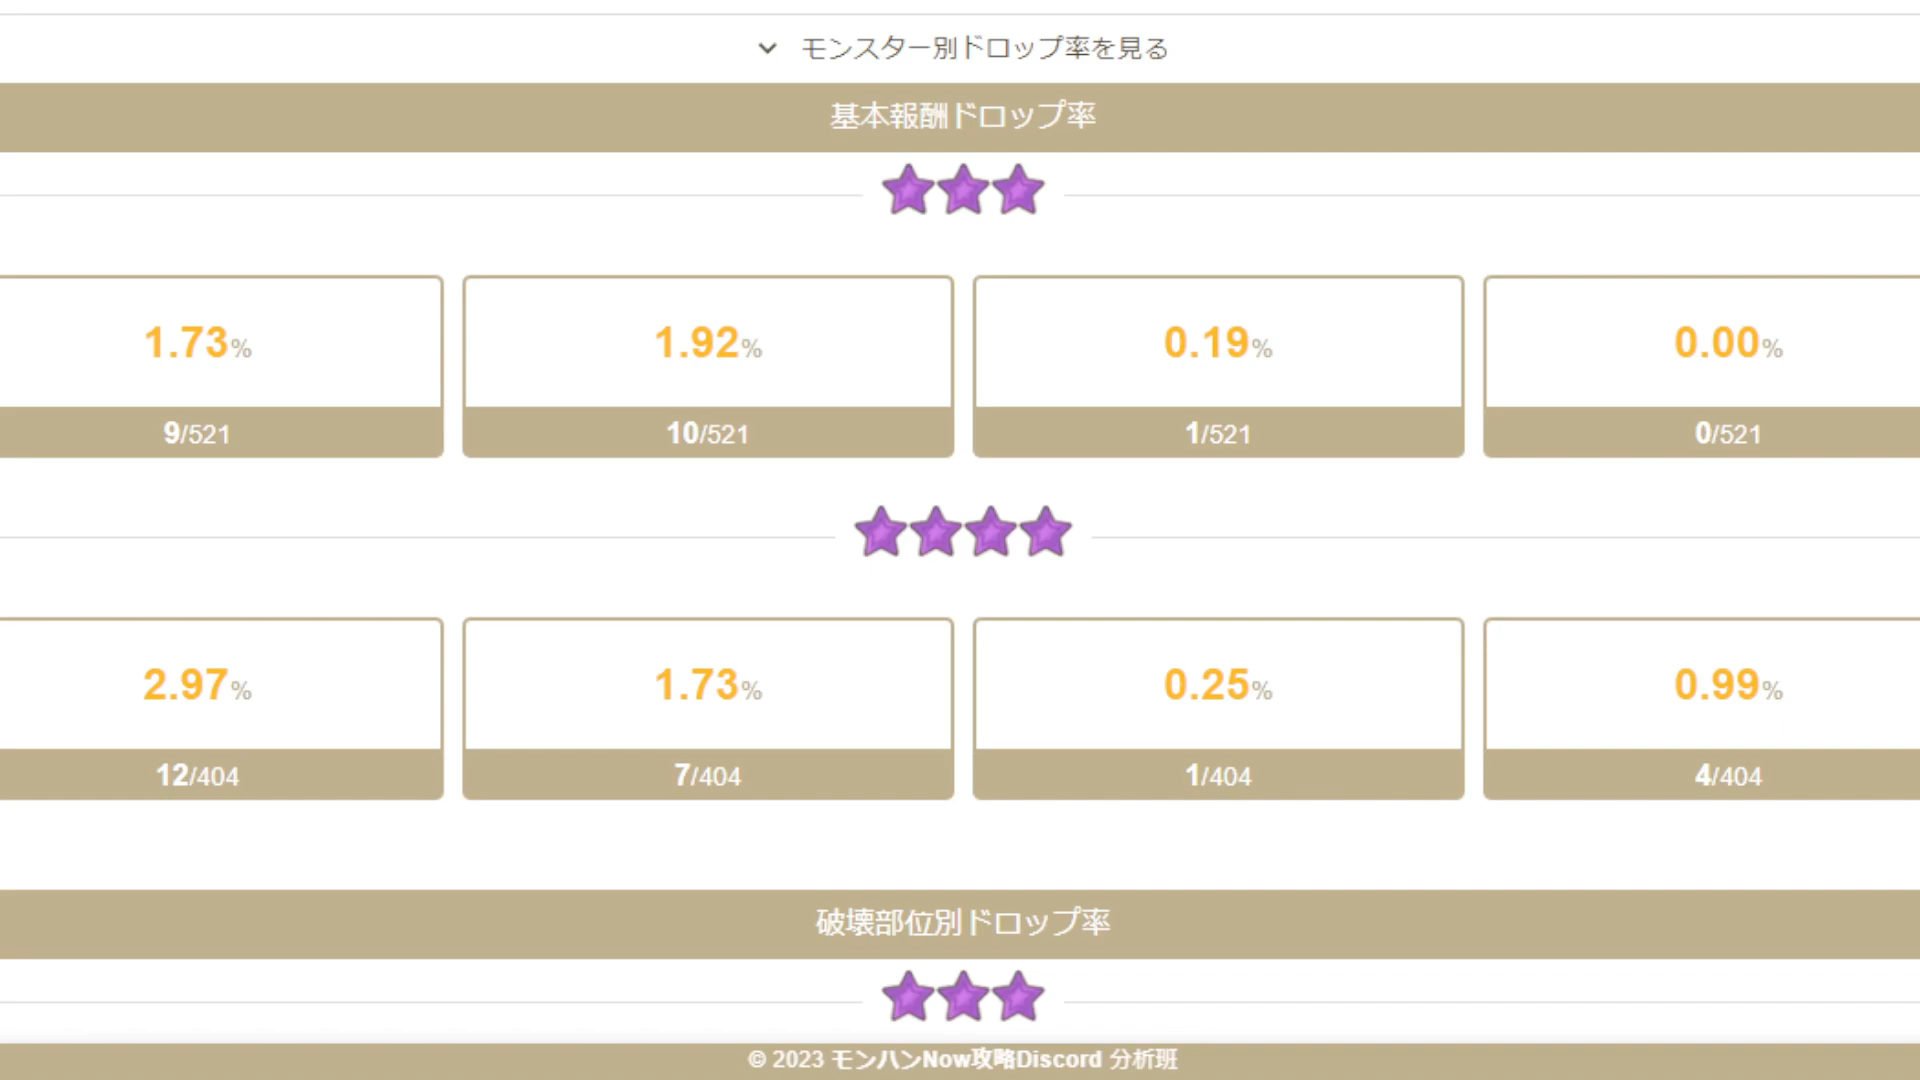 モンスター別ドロップ率を見る
基本報酬ドロップ率
1.73% 1.92% 0.19% 0.00%
9/521 10/521 1/521 0/521
2.97% 1.73% 0.25% 0.99%
12/404 7/404 1/404 4/404
破壊部位別ドロップ率
© 2023 モンハンNow攻略Discord 分析班